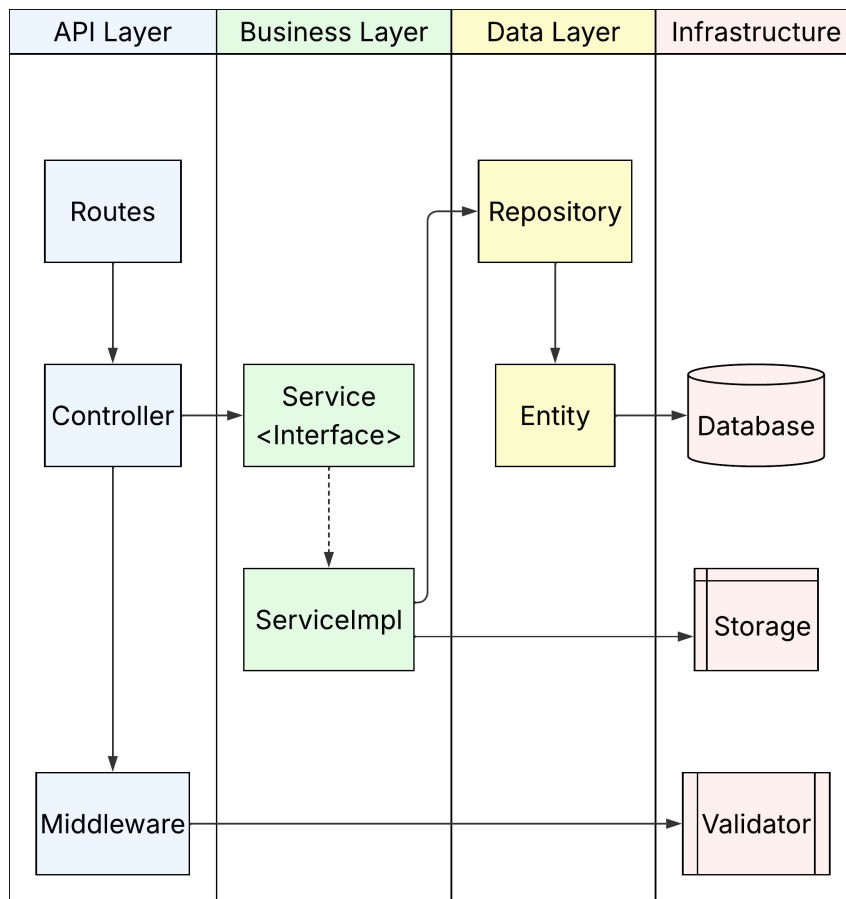 API Layer
Business Layer
Data Layer
Infrastructure
Routes
Repository
Controller
Service
<Interface>
Entity
Database
ServiceImpl
Storage
Middleware
Validator